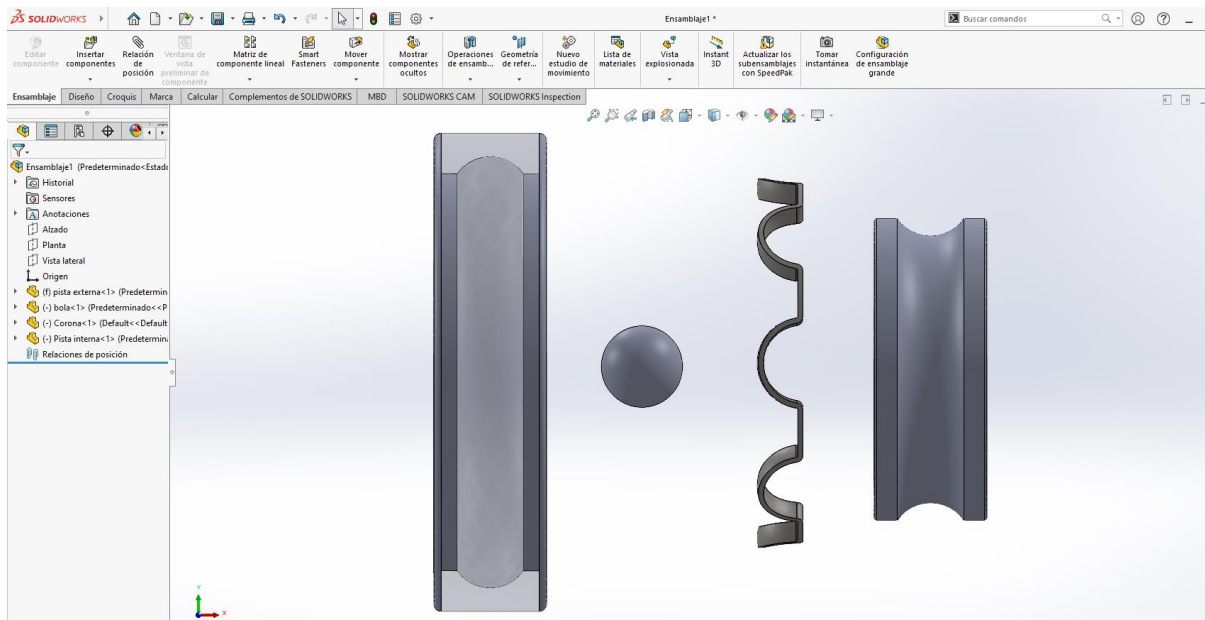 3S SOLIDWORKS
Ensamblaje1 *
Buscar comandos
Editar componente
Insertar componentes
Relación de posición
Ventana de vista preliminar de componente
Matriz de componente lineal
Smart Fasteners
Mover componente
Mostrar componentes ocultos
Operaciones de ensamb...
Geometría de refer...
Nuevo estudio de movimiento
Lista de materiales
Vista explosionada
Instant 3D
Actualizar los subensamblajes con SpeedPak
Tomar instantánea
Configuración de ensamblaje grande
Ensamblaje Diseño Croquis Marca Calcular Complementos de SOLIDWORKS MBD SOLIDWORKS CAM SOLIDWORKS Inspection
Ensamblaje1 (Predeterminado<Estado
Historial
Sensores
Anotaciones
Alzado
Planta
Vista lateral
Origen
(f) pista externa<1> (Predetermin
(-) bola<1> (Predeterminado<<P
(-) Corona<1> (Default<<Default
(-) Pista interna<1> (Predetermina
Relaciones de posición
Y
X